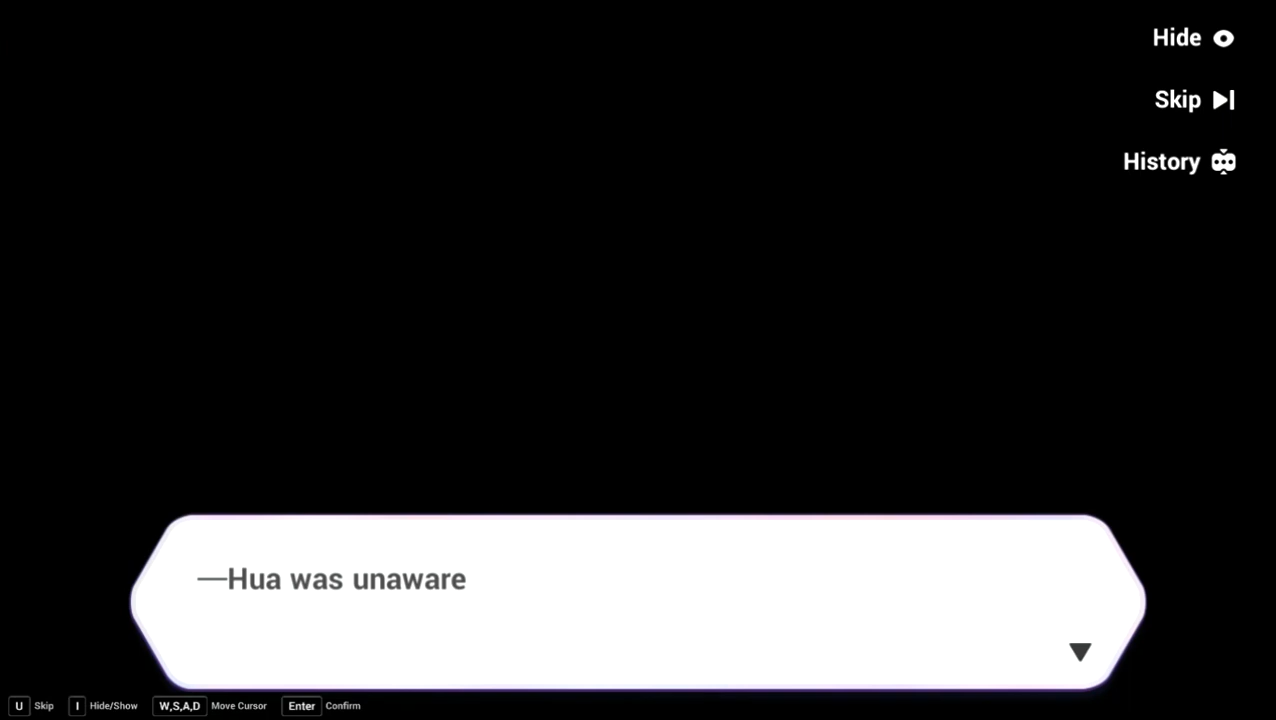 Hide
Skip
History
—Hua was unaware
U Skip I Hide/Show W,S,A,D Move Cursor Enter Confirm